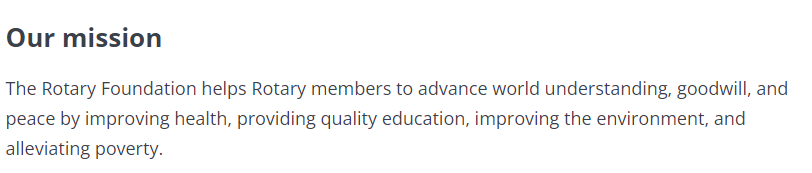 Our mission
The Rotary Foundation helps Rotary members to advance world understanding, goodwill, and
peace by improving health, providing quality education, improving the environment, and
alleviating poverty.